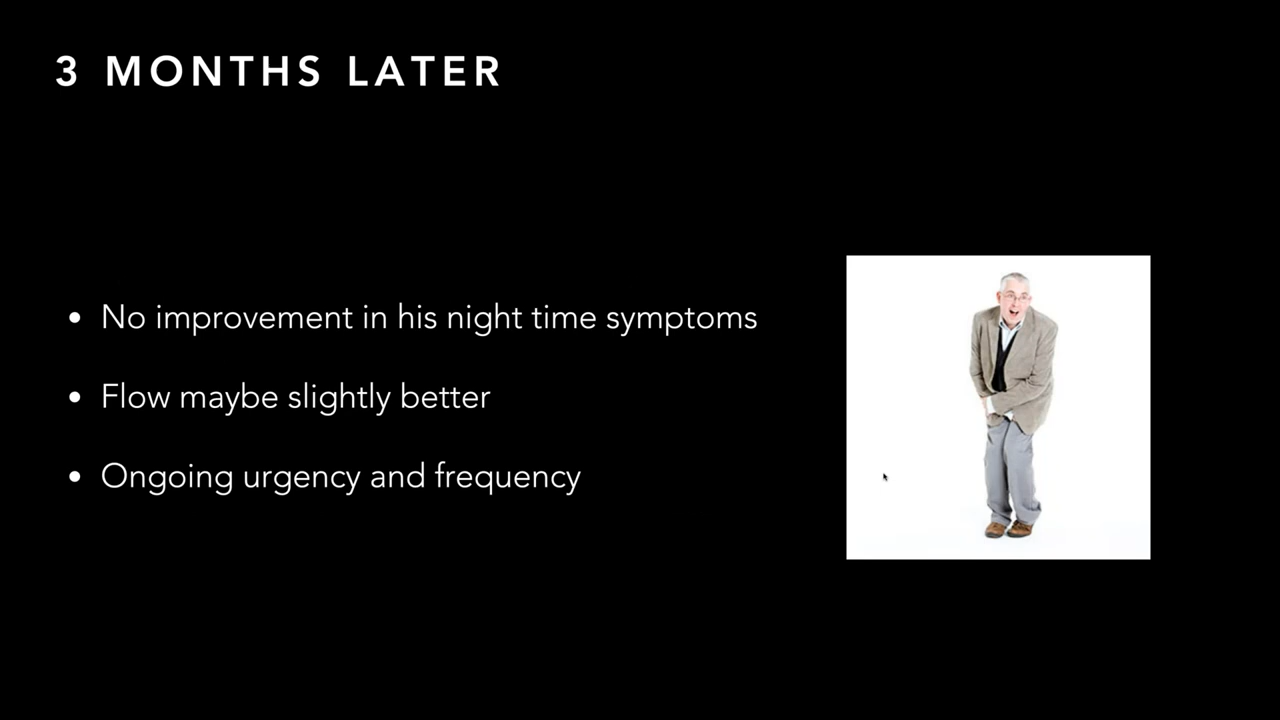 3 MONTHS LATER
• No improvement in his night time symptoms
• Flow maybe slightly better
• Ongoing urgency and frequency